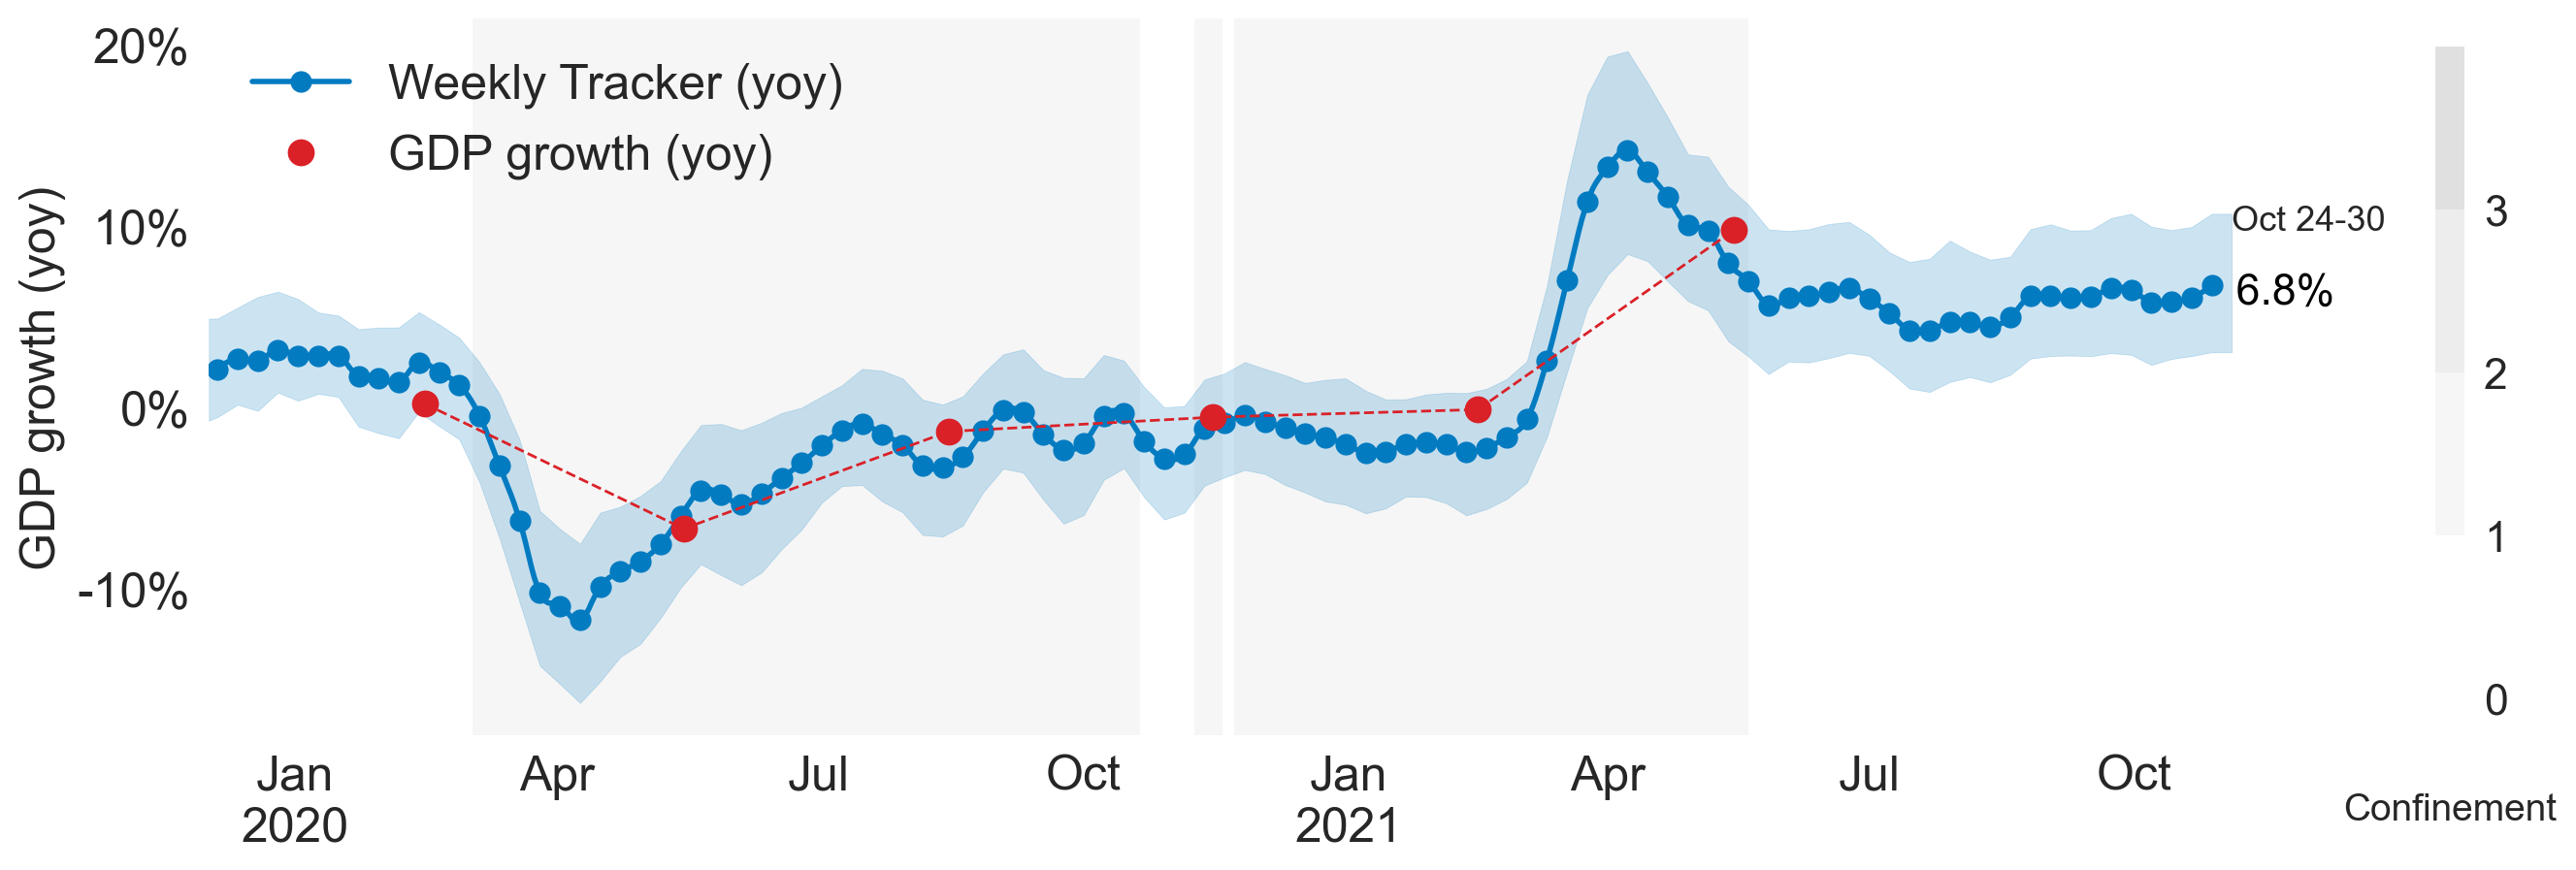 20%
10%
0%
-10%
GDP growth (yoy)
Weekly Tracker (yoy)
GDP growth (yoy)
Oct 24-30
6.8%
3
2
1
0
Confinement
Jan Apr Jul Oct Jan Apr Jul Oct
2020 2021